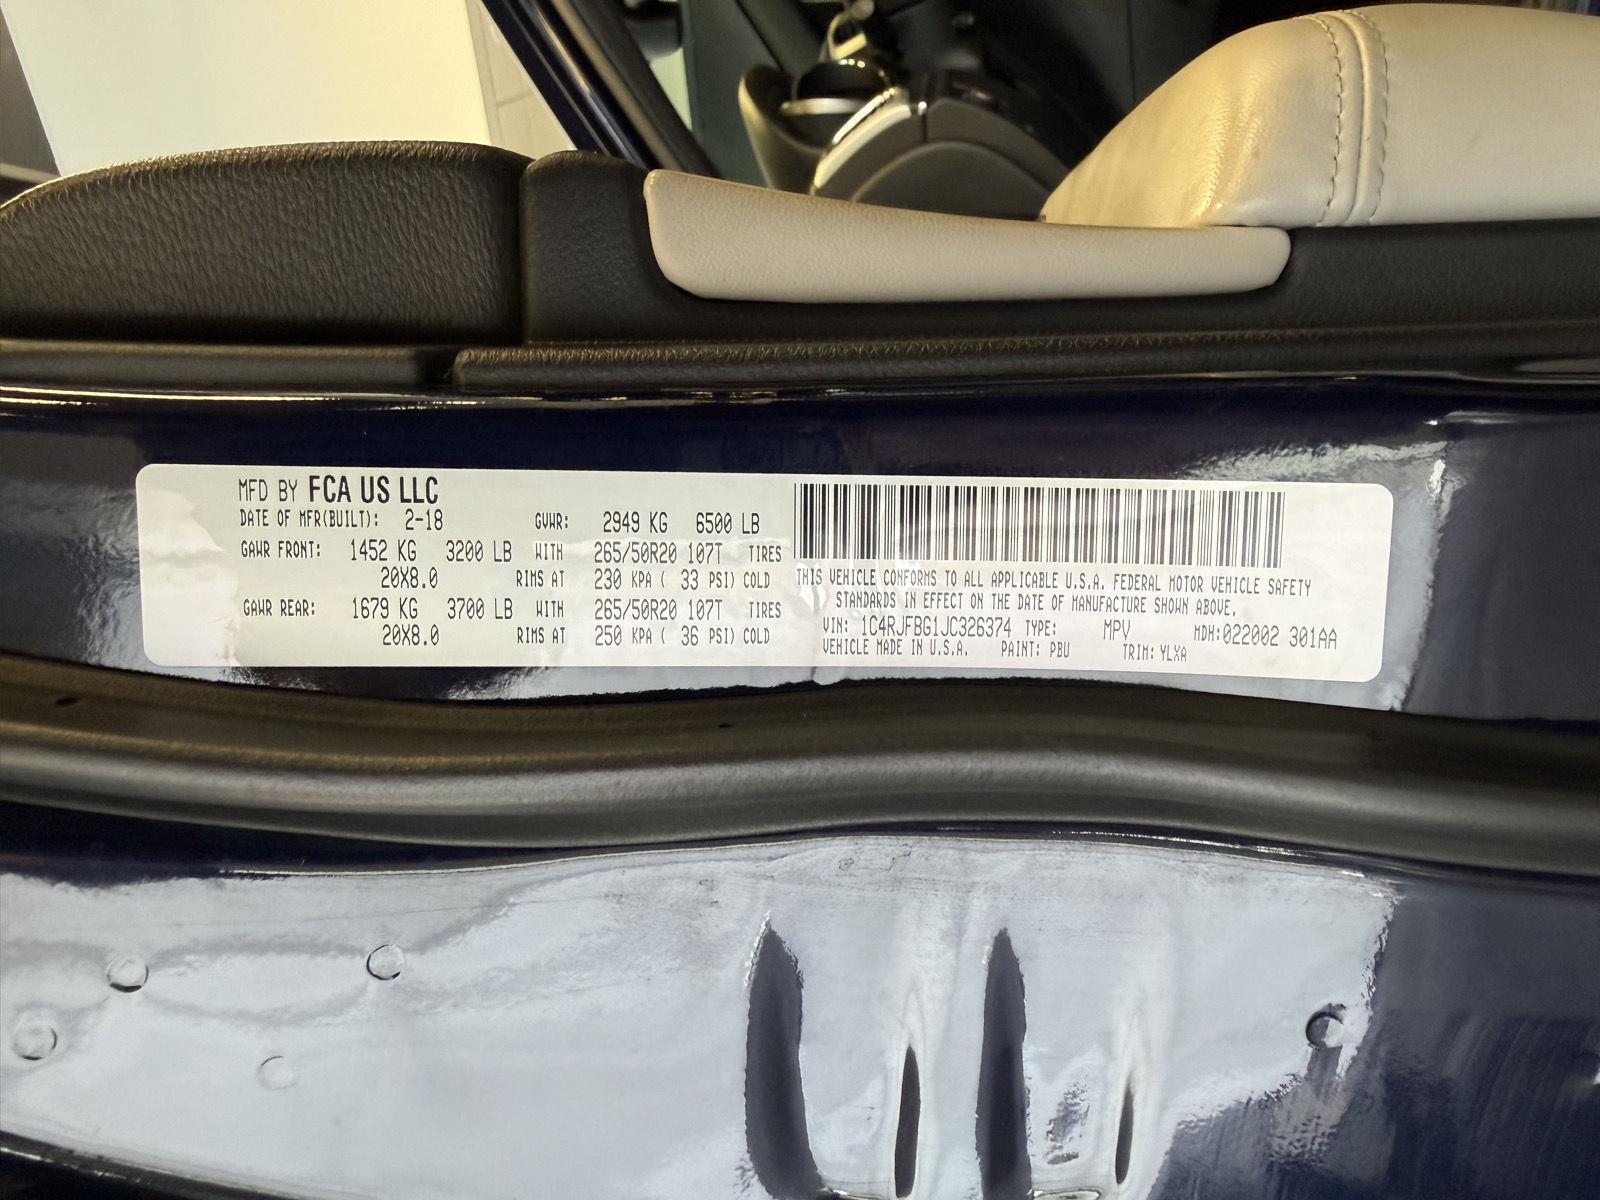 MFD BY FCA US LLC
DATE OF MFR(BUILT): 2-18 GVWR: 2949 KG 6500 LB
GAWR FRONT: 1452 KG 3200 LB WITH 265/50R20 107T TIRES
20X8.0 RIMS AT 230 KPA ( 33 PSI) COLD
GAWR REAR: 1679 KG 3700 LB WITH 265/50R20 107T TIRES
20X8.0 RIMS AT 250 KPA ( 36 PSI) COLD
THIS VEHICLE CONFORMS TO ALL APPLICABLE U.S.A. FEDERAL MOTOR VEHICLE SAFETY
STANDARDS IN EFFECT ON THE DATE OF MANUFACTURE SHOWN ABOVE.
VIN: 1C4RJFBG1JC326374 TYPE: MPV MDH:022002 301AA
VEHICLE MADE IN U.S.A. PAINT: PBU TRIM: YLXA